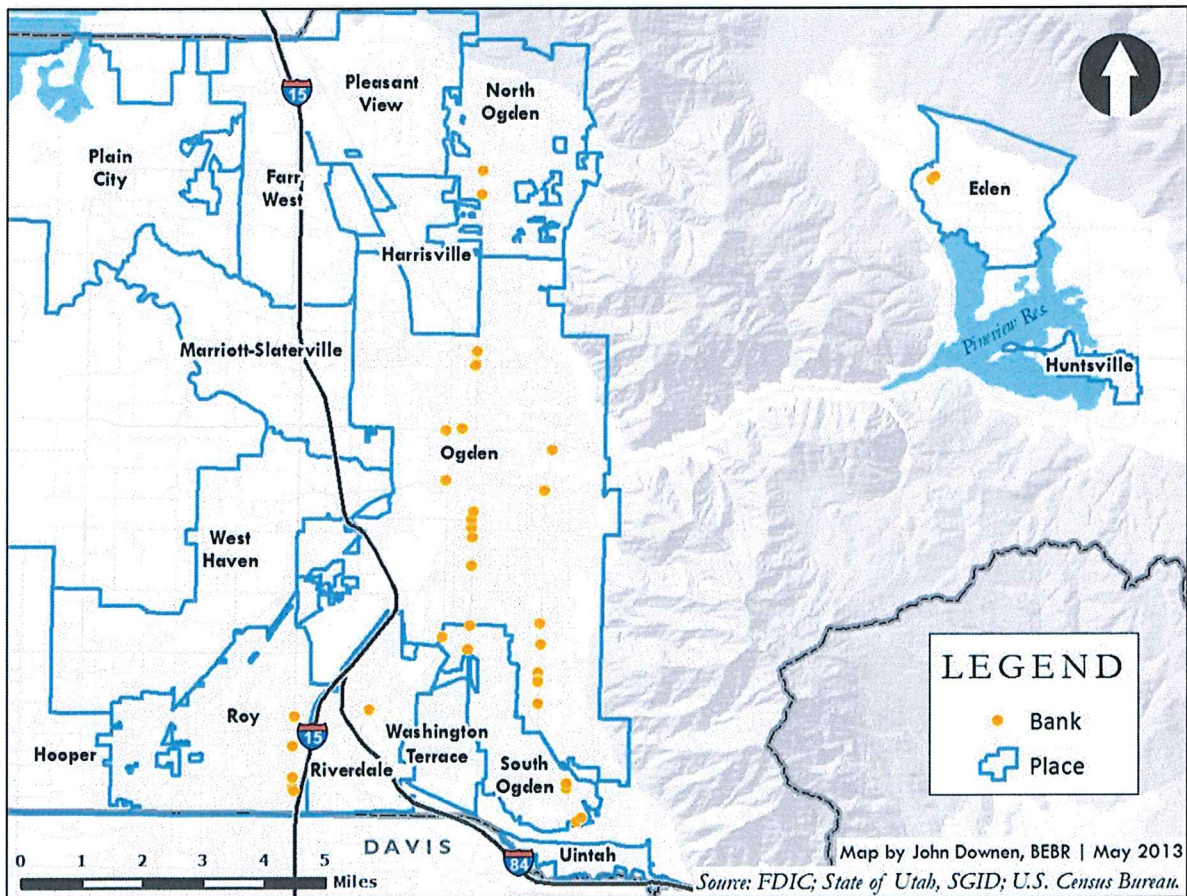 15
Pleasant
View
North
Ogden
Plain
City
Farr
West
Eden
Harrisville
Pineview Res.
Marriott-Slaterville
Huntsville
Ogden
West
Haven
LEGEND
Bank
Place
Roy
Hooper
15
Riverdale
Washington
Terrace
South
Ogden
DAVIS
84
Uintah
0 1 2 3 4 5
Miles
Map by John Downen, BEBR | May 2013
Source: FDIC; State of Utah, SGID; U.S. Census Bureau.